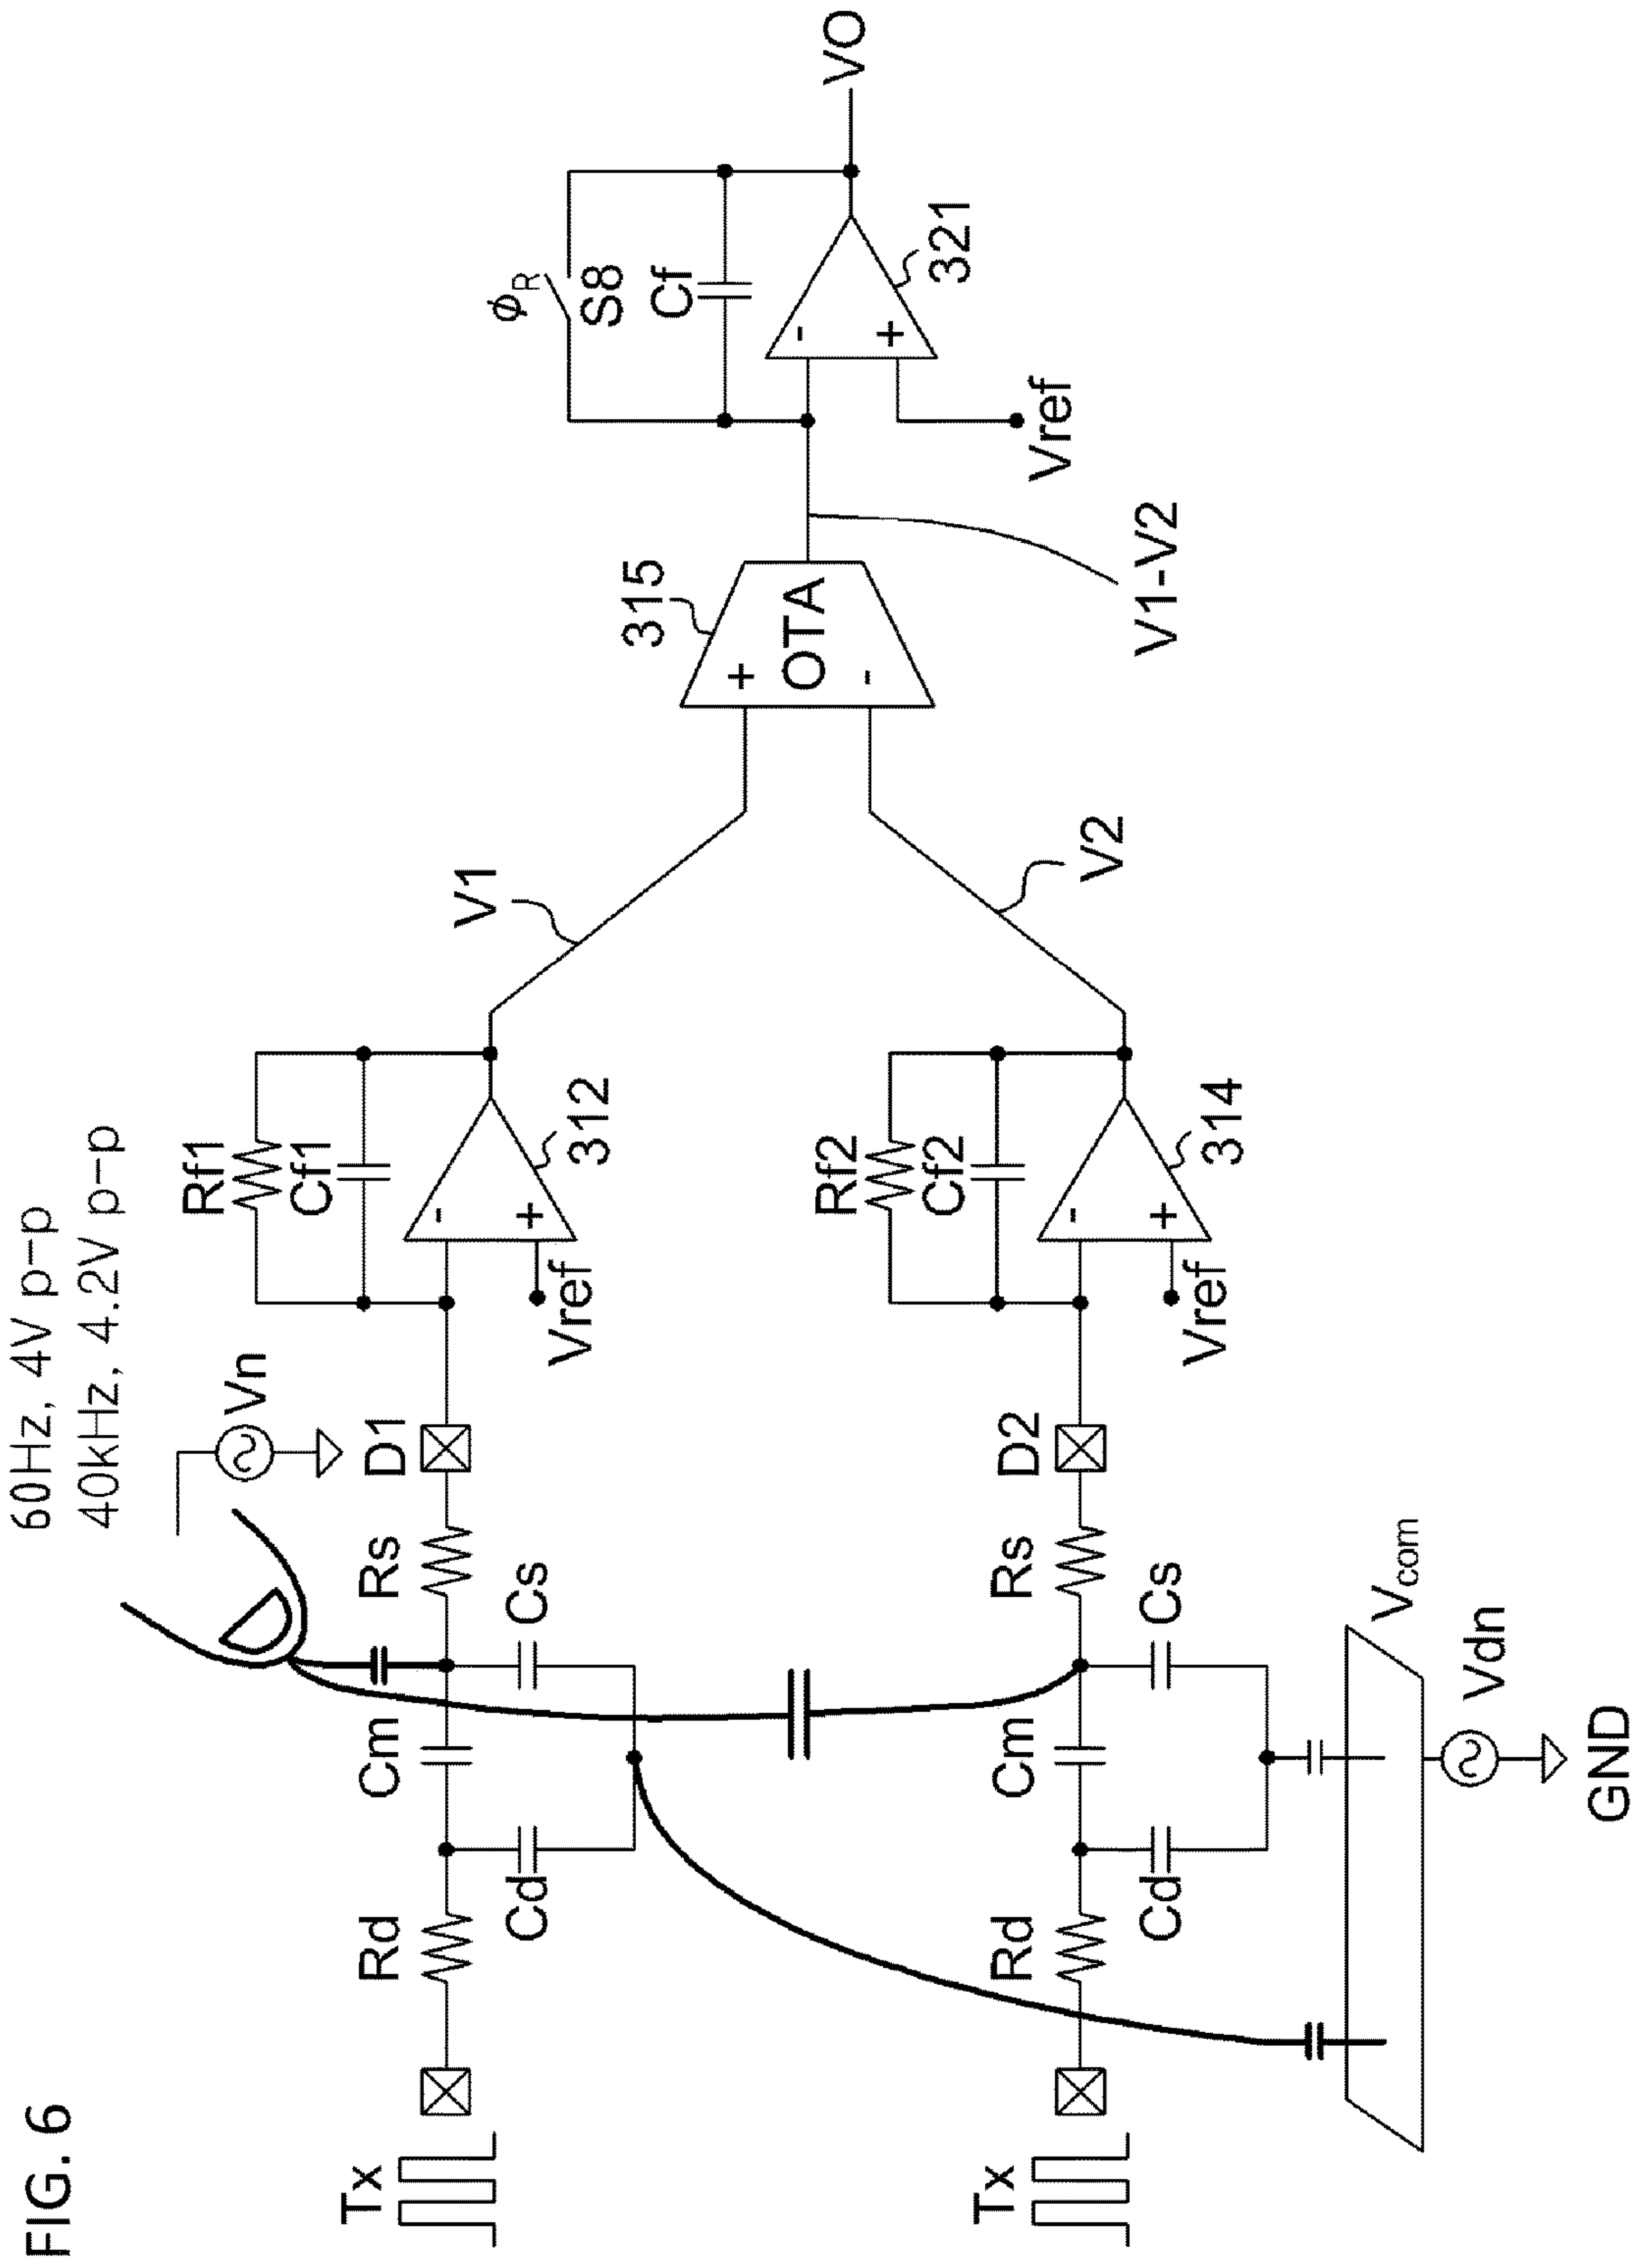 FIG. 6
60Hz, 4V p-p
40kHz, 4.2V p-p
Vn
Tx
Rd
Cd
Cm
Cs
Rs
D1
Rf1
Cf1
-
+
Vref
312
V1
Tx
Rd
Cd
Cm
Cs
Rs
D2
Rf2
Cf2
-
+
Vref
314
V2
Vcom
Vdn
GND
315
+
OTA
-
V1-V2
ϕR
S8
Cf
-
+
Vref
321
VO